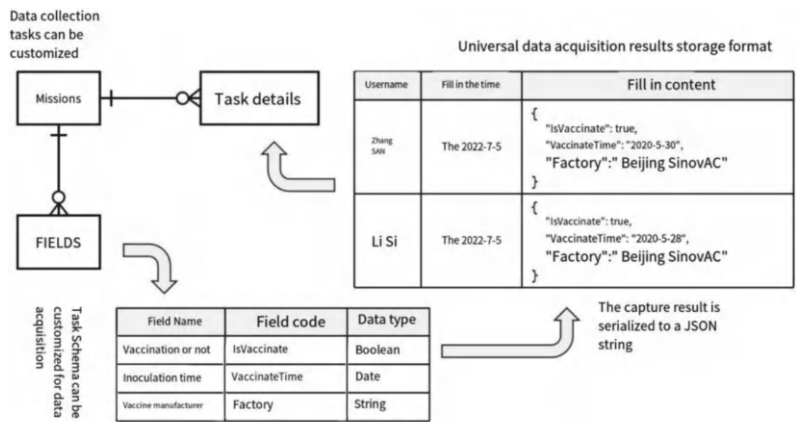 Data collection
tasks can be
customized
Missions
Task details
FIELDS
Task Schema can be
customized for data
acquisition
Universal data acquisition results storage format
Username Fill in the time Fill in content
Zhang
SAN
The 2022-7-5
{
"IsVaccinate": true,
"VaccinateTime": "2020-5-30",
"Factory":" Beijing SinovAC"
}
Li Si
The 2022-7-5
{
"IsVaccinate": true,
"VaccinateTime": "2020-5-28",
"Factory":" Beijing SinovAC"
}
Field Name Field code Data type
Vaccination or not IsVaccinate Boolean
Inoculation time VaccinateTime Date
Vaccine manufacturer Factory String
The capture result is
serialized to a JSON
string